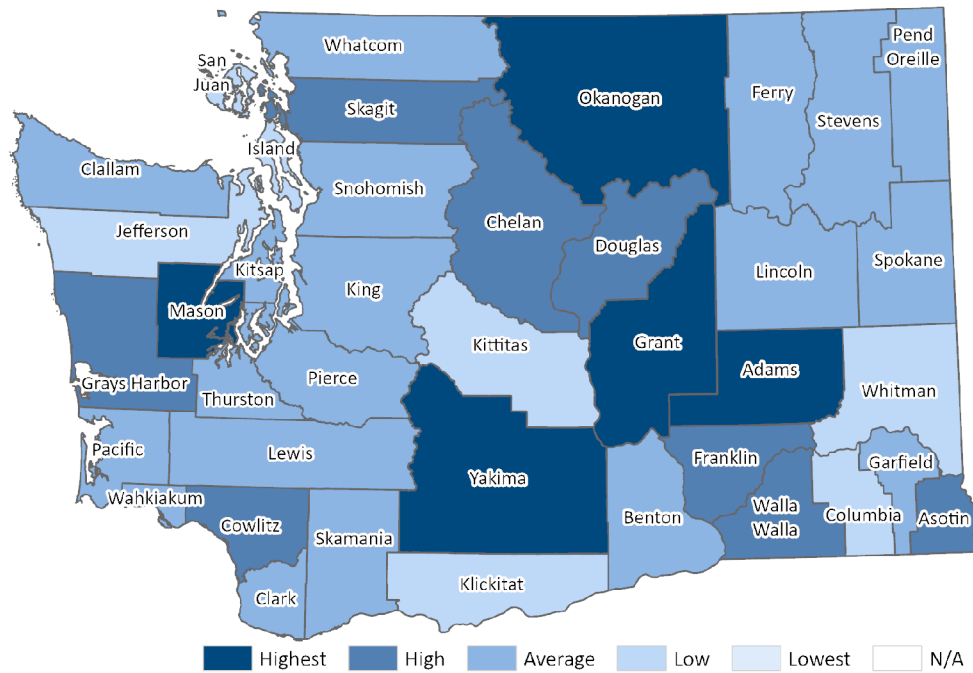 Whatcom
Pend
Oreille
San
Juan
Okanogan
Ferry
Skagit
Stevens
Island
Clallam
Snohomish
Chelan
Jefferson
Douglas
Kitsap
Lincoln
Spokane
King
Mason
Kittitas
Grant
Adams
Grays Harbor
Pierce
Whitman
Thurston
Pacific
Lewis
Franklin
Garfield
Yakima
Wahkiakum
Walla
Walla
Columbia
Asotin
Cowlitz
Benton
Skamania
Klickitat
Clark
Highest
High
Average
Low
Lowest
N/A